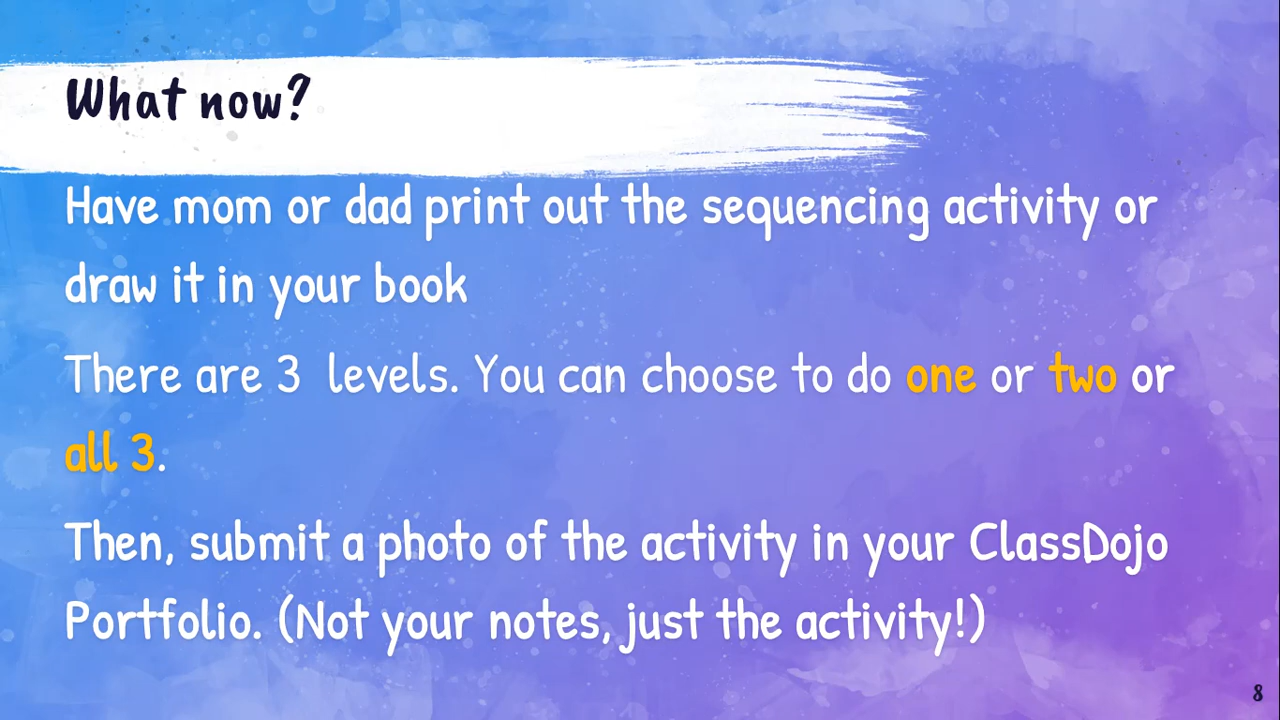 What now?
Have mom or dad print out the sequencing activity or
draw it in your book
There are 3 levels. You can choose to do one or two or
all 3.
Then, submit a photo of the activity in your ClassDojo
Portfolio. (Not your notes, just the activity!)
8